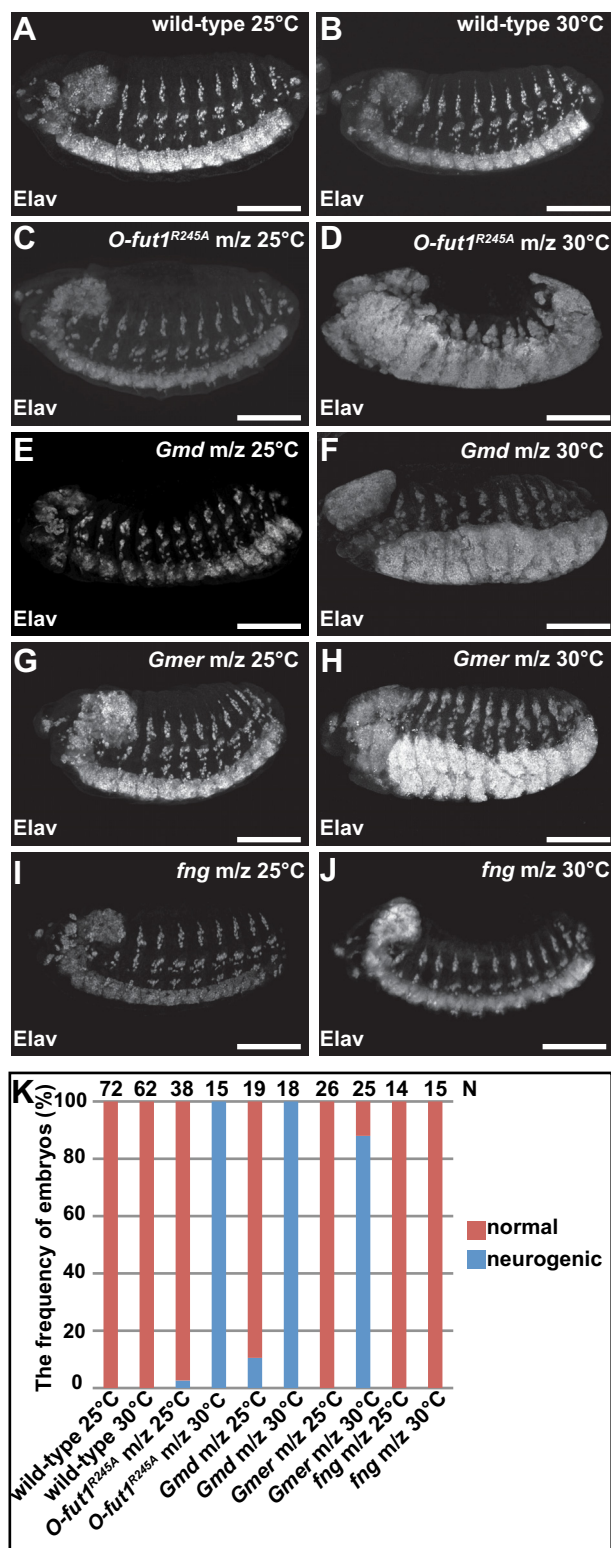 A wild-type 25°C
Elav
B wild-type 30°C
Elav
C O-fut1R245A m/z 25°C
Elav
D O-fut1R245A m/z 30°C
Elav
E Gmd m/z 25°C
Elav
F Gmd m/z 30°C
Elav
G Gmer m/z 25°C
Elav
H Gmer m/z 30°C
Elav
I fng m/z 25°C
Elav
J fng m/z 30°C
Elav
K 72 62 38 15 19 18 26 25 14 15 N
The frequency of embryos (%)
100
80
60
40
20
0
normal
neurogenic
wild-type 25°C
wild-type 30°C
O-fut1R245A m/z 25°C
O-fut1R245A m/z 30°C
Gmd m/z 25°C
Gmd m/z 30°C
Gmer m/z 25°C
Gmer m/z 30°C
fng m/z 25°C
fng m/z 30°C